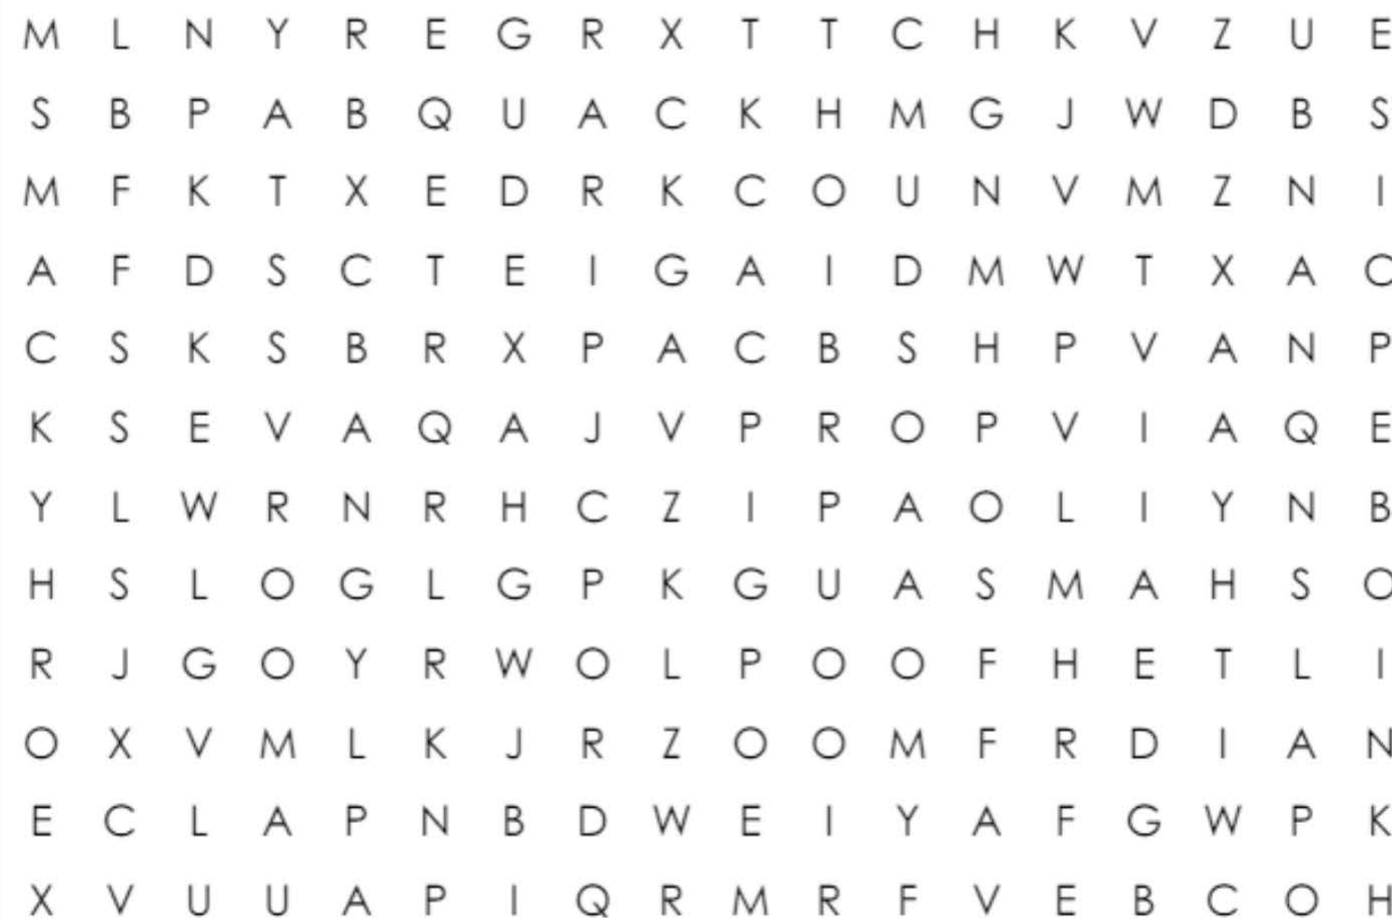 M L N Y R E G R X T T C H K V Z U E
S B P A B Q U A C K H M G J W D B S
M F K T X E D R K C O U N V M Z N I
A F D S C T E I G A I D M W T X A C
C S K S B R X P A C B S H P V A N P
K S E V A Q A J V P R O P V I A Q E
Y L W R N R H C Z I P A O L I Y N B
H S L O G L G P K G U A S M A H S O
R J G O Y R W O L P O O F H E T L I
O X V M L K J R Z O O M F R D I A N
E C L A P N B D W E I Y A F G W P K
X V U U A P I Q R M R F V E B C O H